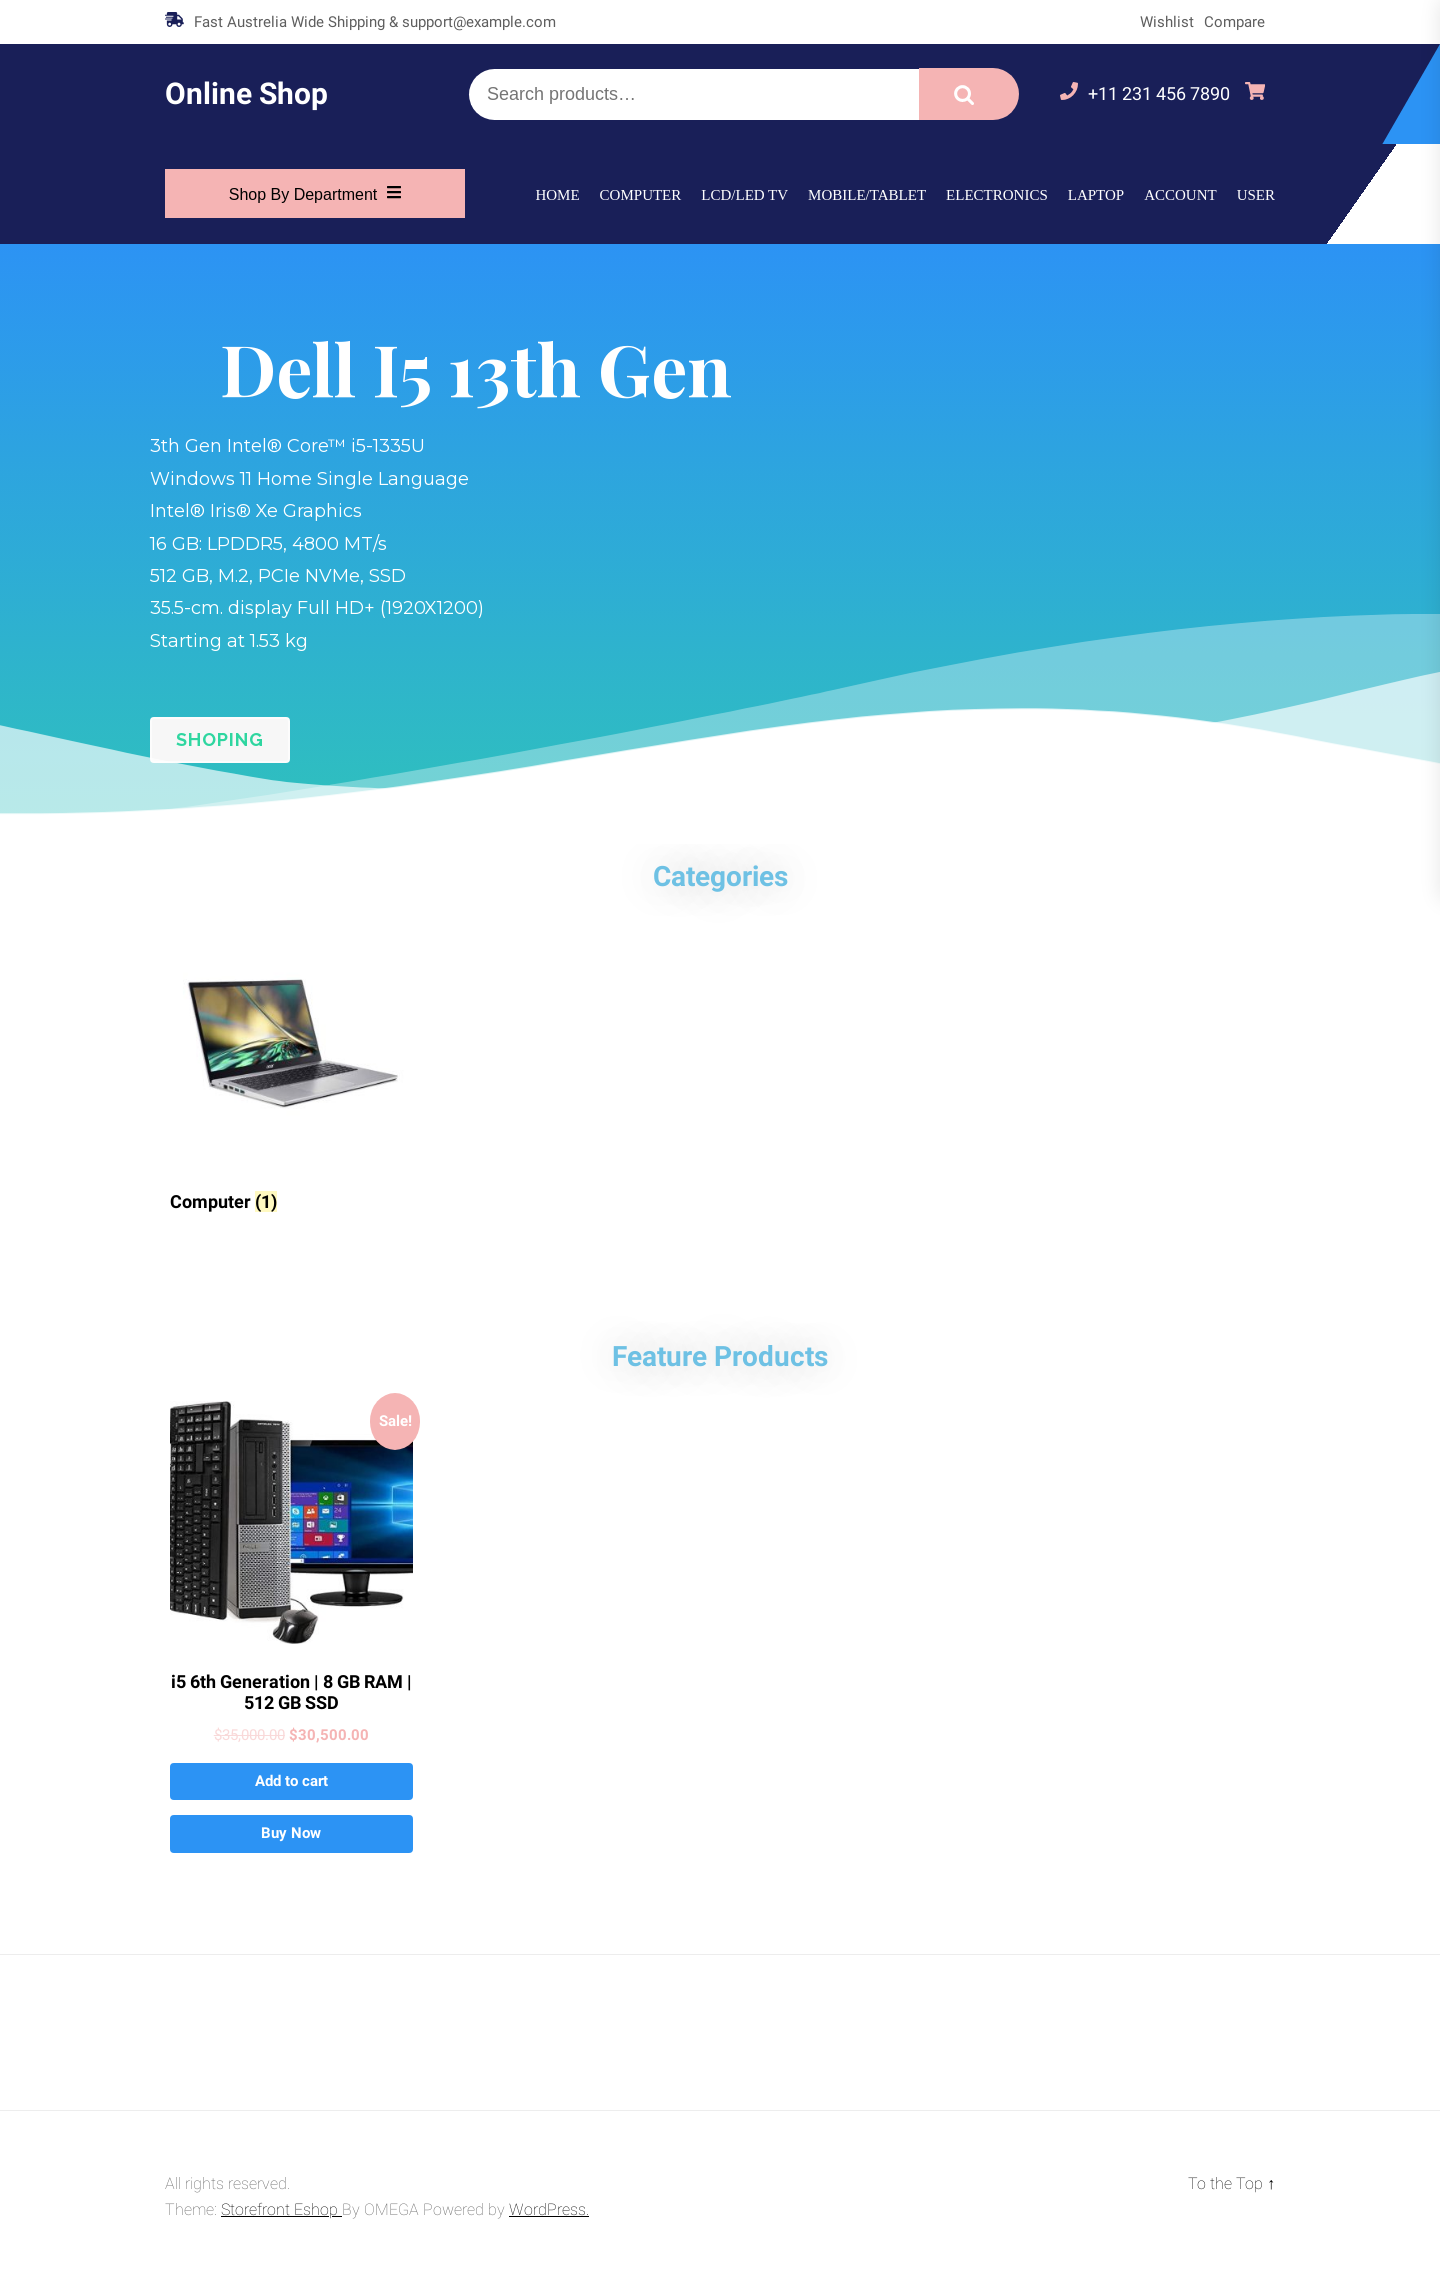 Fast Austrelia Wide Shipping & support@example.com
Wishlist Compare
Online Shop
Search products…
+11 231 456 7890
Shop By Department
HOME COMPUTER LCD/LED TV MOBILE/TABLET ELECTRONICS LAPTOP ACCOUNT USER
Dell I5 13th Gen
3th Gen Intel® Core™ i5-1335U
Windows 11 Home Single Language
Intel® Iris® Xe Graphics
16 GB: LPDDR5, 4800 MT/s
512 GB, M.2, PCIe NVMe, SSD
35.5-cm. display Full HD+ (1920X1200)
Starting at 1.53 kg
SHOPING
Categories
Computer (1)
Feature Products
Sale!
i5 6th Generation | 8 GB RAM |
512 GB SSD
$35,000.00 $30,500.00
Add to cart
Buy Now
All rights reserved.
To the Top ↑
Theme: Storefront Eshop By OMEGA Powered by WordPress.